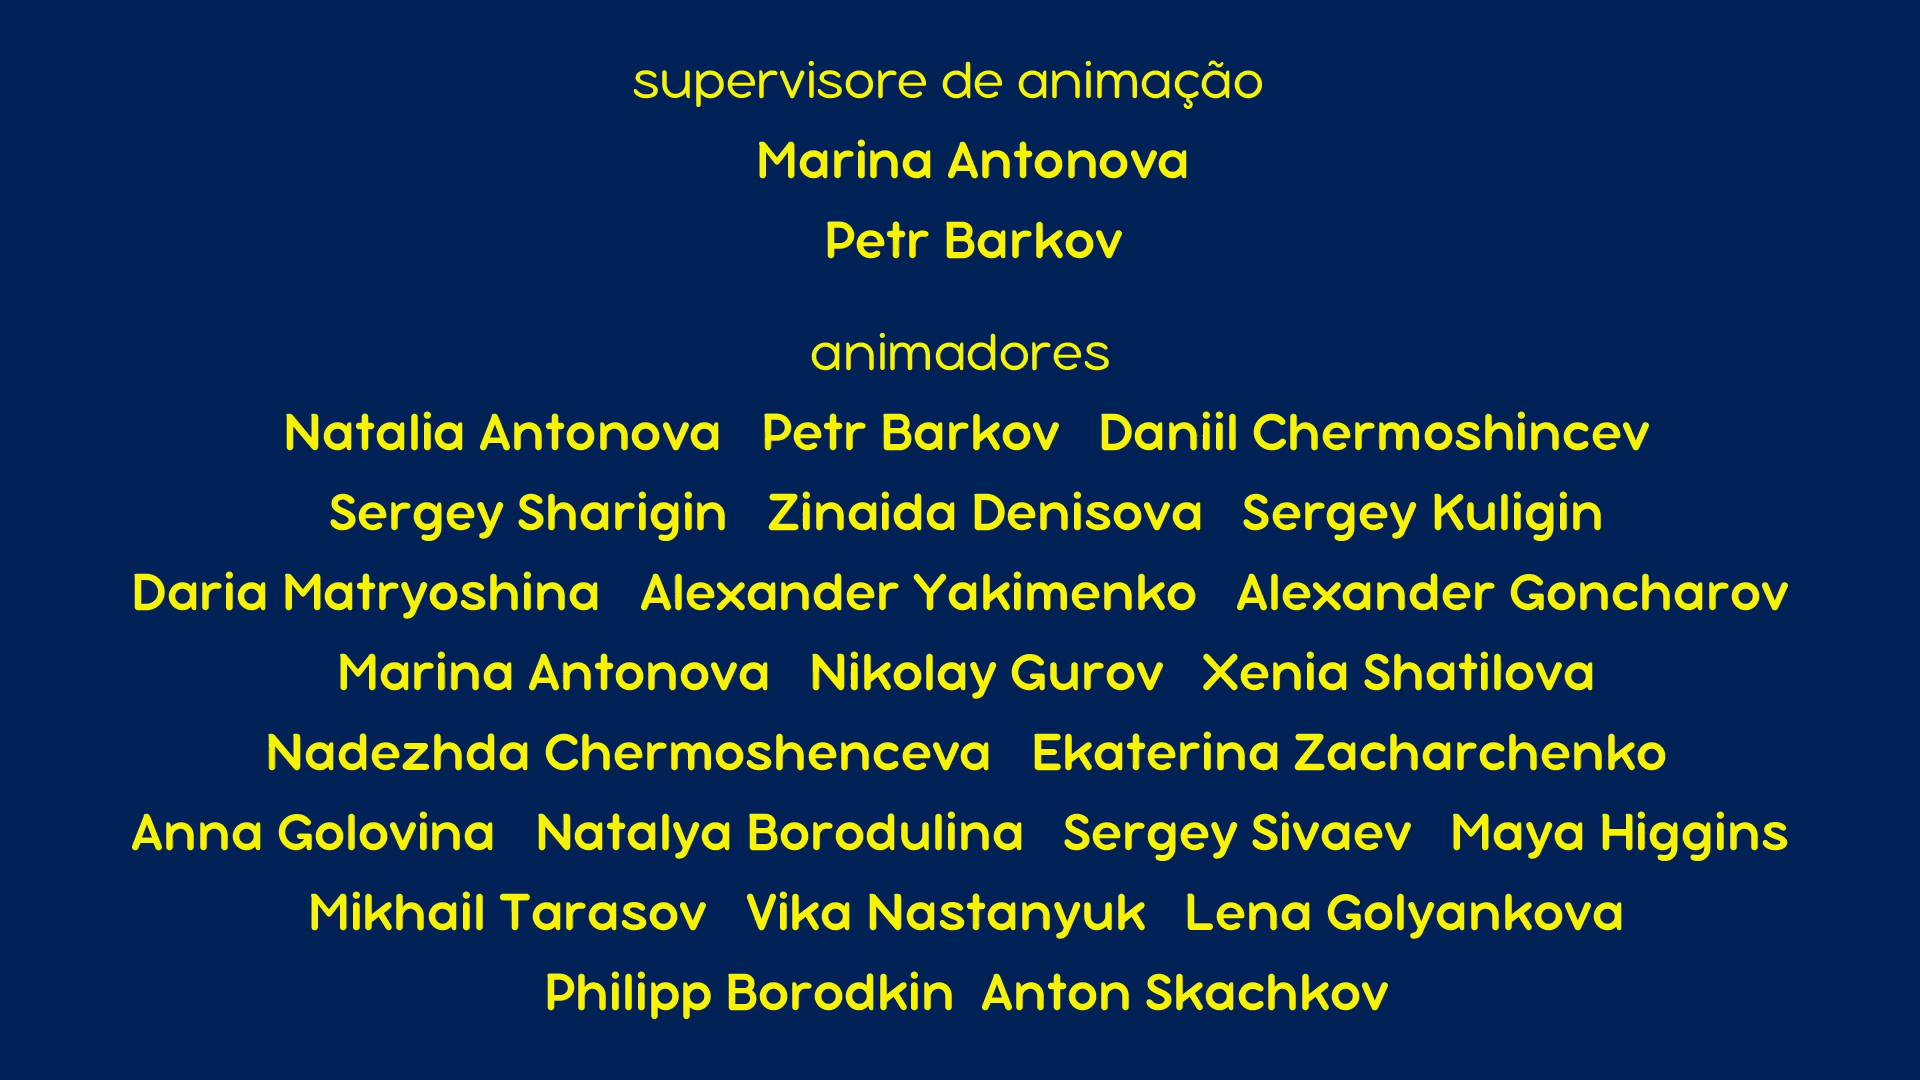 supervisore de animação
Marina Antonova
Petr Barkov
animadores
Natalia Antonova Petr Barkov Daniil Chermoshincev
Sergey Sharigin Zinaida Denisova Sergey Kuligin
Daria Matryoshina Alexander Yakimenko Alexander Goncharov
Marina Antonova Nikolay Gurov Xenia Shatilova
Nadezhda Chermoshenceva Ekaterina Zacharchenko
Anna Golovina Natalya Borodulina Sergey Sivaev Maya Higgins
Mikhail Tarasov Vika Nastanyuk Lena Golyankova
Philipp Borodkin Anton Skachkov